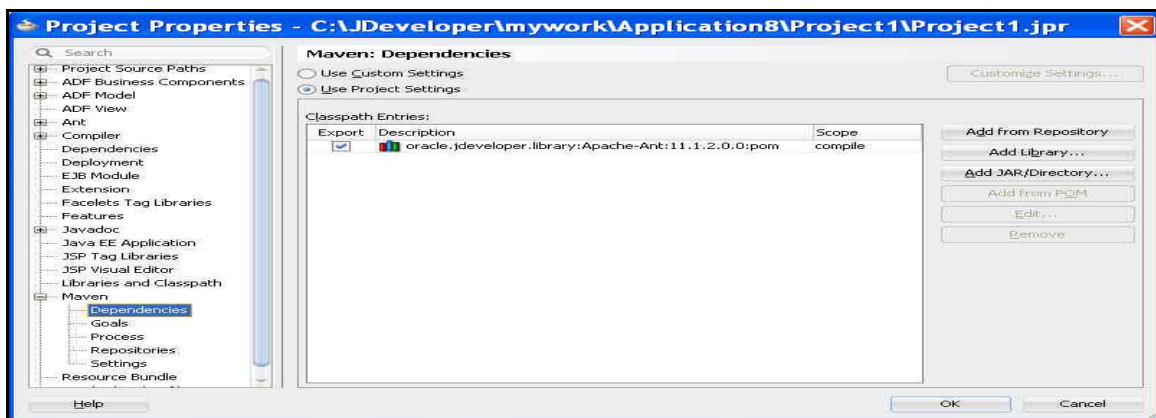 Project Properties - C:\JDeveloper\mywork\Application8\Project1\Project1.jpr
Search
Project Source Paths
ADF Business Components
ADF Model
ADF View
Ant
Compiler
Dependencies
Deployment
EJB Module
Extension
Facelets Tag Libraries
Features
Javadoc
Java EE Application
JSP Tag Libraries
JSP Visual Editor
Libraries and Classpath
Maven
Dependencies
Goals
Process
Repositories
Settings
Resource Bundle
Maven: Dependencies
Use Custom Settings
Customize Settings...
Use Project Settings
Classpath Entries:
Export Description Scope
oracle.jdeveloper.library:Apache-Ant:11.1.2.0.0:pom compile
Add from Repository
Add Library...
Add JAR/Directory...
Add from POM
Edit...
Remove
Help
OK
Cancel